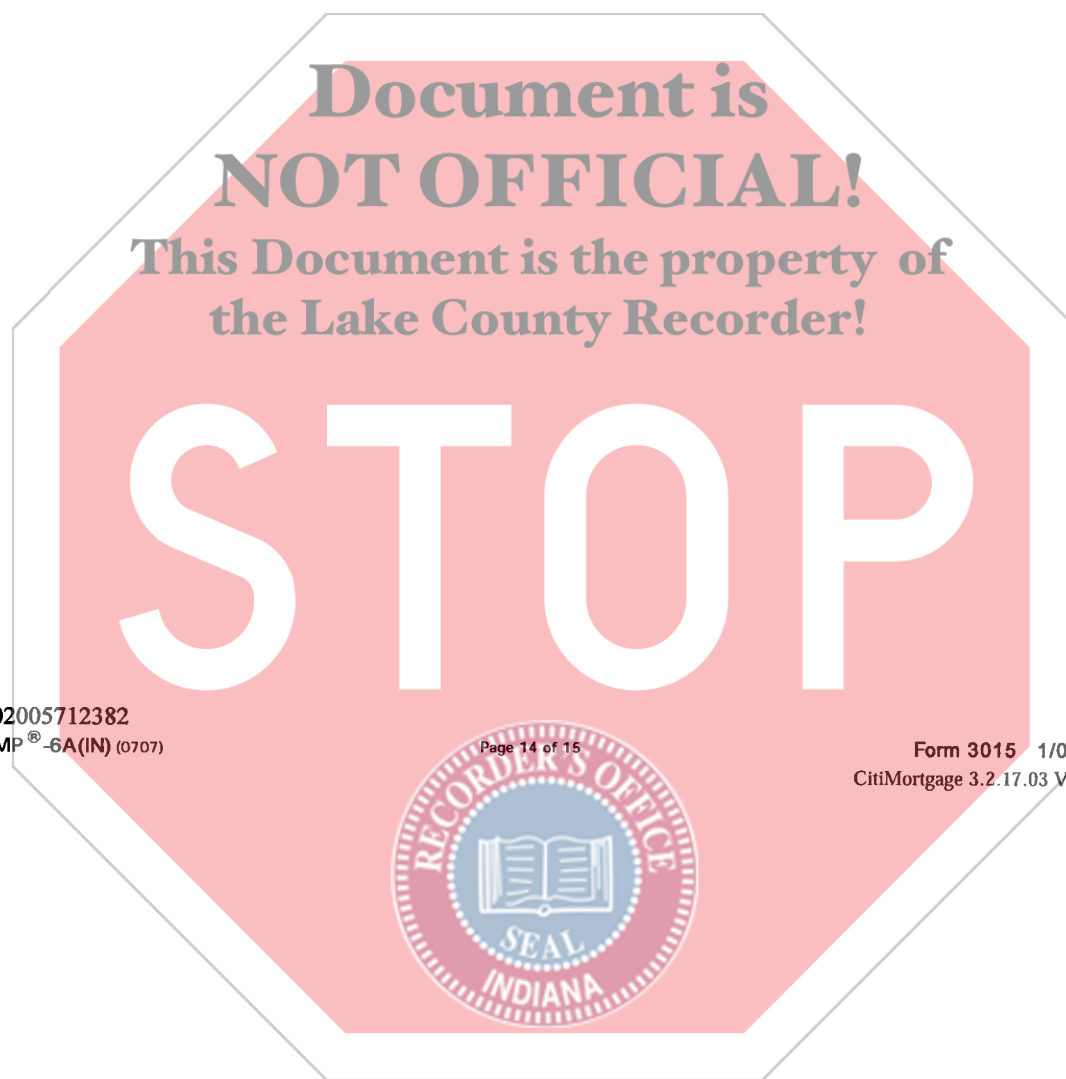 Document is
NOT OFFICIAL!
This Document is the property of
the Lake County Recorder!
STOP
02005712382
MP ®-6A(IN) (0707)
Page 14 of 15
Form 3015 1/0
CitiMortgage 3.2.17.03 V
RECORDER'S OFFICE
SEAL
INDIANA